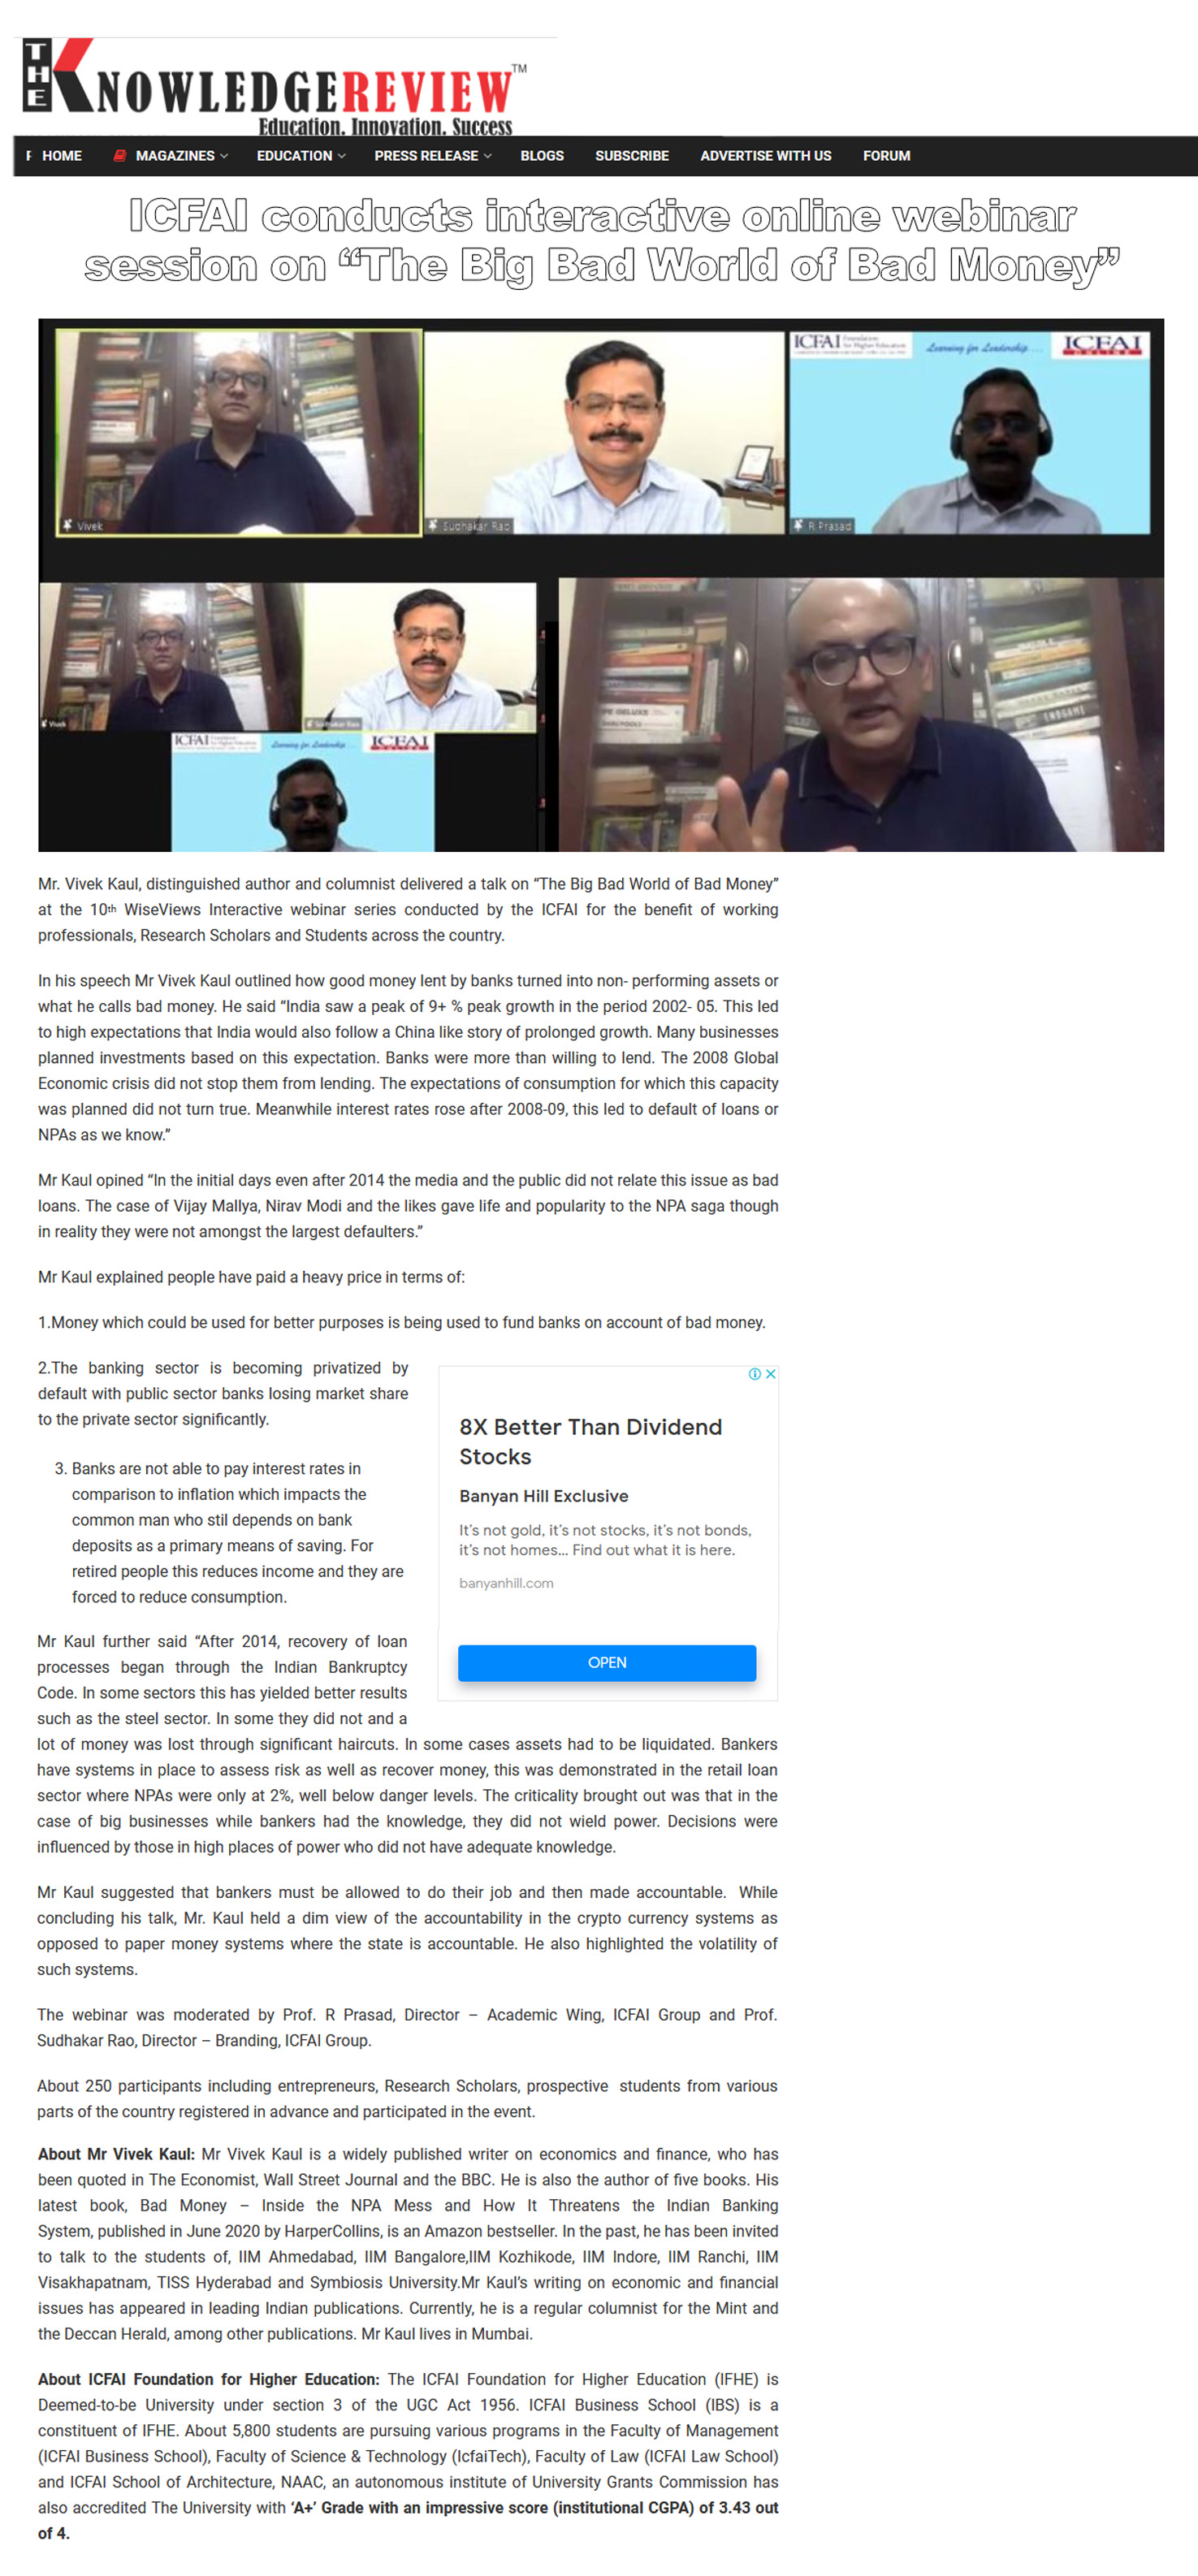 THE KNOWLEDGE REVIEW™
Education. Innovation. Success
HOME MAGAZINES EDUCATION PRESS RELEASE BLOGS SUBSCRIBE ADVERTISE WITH US FORUM
ICFAI conducts interactive online webinar
session on “The Big Bad World of Bad Money”
ICFAI Foundation for Higher Education Learning for Leadership.... ICFAI ONLINE
Vivek Sudhakar Rao R Prasad
PE DELUXE
ENDGAME
Vivek Sudhakar Rao
ICFAI Learning for Leadership... ICFAI
Mr. Vivek Kaul, distinguished author and columnist delivered a talk on “The Big Bad World of Bad Money”
at the 10th WiseViews Interactive webinar series conducted by the ICFAI for the benefit of working
professionals, Research Scholars and Students across the country.
In his speech Mr Vivek Kaul outlined how good money lent by banks turned into non- performing assets or
what he calls bad money. He said “India saw a peak of 9+ % peak growth in the period 2002- 05. This led
to high expectations that India would also follow a China like story of prolonged growth. Many businesses
planned investments based on this expectation. Banks were more than willing to lend. The 2008 Global
Economic crisis did not stop them from lending. The expectations of consumption for which this capacity
was planned did not turn true. Meanwhile interest rates rose after 2008-09, this led to default of loans or
NPAs as we know.”
Mr Kaul opined “In the initial days even after 2014 the media and the public did not relate this issue as bad
loans. The case of Vijay Mallya, Nirav Modi and the likes gave life and popularity to the NPA saga though
in reality they were not amongst the largest defaulters.”
Mr Kaul explained people have paid a heavy price in terms of:
1.Money which could be used for better purposes is being used to fund banks on account of bad money.
2.The banking sector is becoming privatized by
default with public sector banks losing market share
to the private sector significantly.
3. Banks are not able to pay interest rates in
comparison to inflation which impacts the
common man who stil depends on bank
deposits as a primary means of saving. For
retired people this reduces income and they are
forced to reduce consumption.
8X Better Than Dividend
Stocks
Banyan Hill Exclusive
It’s not gold, it’s not stocks, it’s not bonds,
it’s not homes... Find out what it is here.
banyanhill.com
OPEN
Mr Kaul further said “After 2014, recovery of loan
processes began through the Indian Bankruptcy
Code. In some sectors this has yielded better results
such as the steel sector. In some they did not and a
lot of money was lost through significant haircuts. In some cases assets had to be liquidated. Bankers
have systems in place to assess risk as well as recover money, this was demonstrated in the retail loan
sector where NPAs were only at 2%, well below danger levels. The criticality brought out was that in the
case of big businesses while bankers had the knowledge, they did not wield power. Decisions were
influenced by those in high places of power who did not have adequate knowledge.
Mr Kaul suggested that bankers must be allowed to do their job and then made accountable. While
concluding his talk, Mr. Kaul held a dim view of the accountability in the crypto currency systems as
opposed to paper money systems where the state is accountable. He also highlighted the volatility of
such systems.
The webinar was moderated by Prof. R Prasad, Director – Academic Wing, ICFAI Group and Prof.
Sudhakar Rao, Director – Branding, ICFAI Group.
About 250 participants including entrepreneurs, Research Scholars, prospective students from various
parts of the country registered in advance and participated in the event.
About Mr Vivek Kaul: Mr Vivek Kaul is a widely published writer on economics and finance, who has
been quoted in The Economist, Wall Street Journal and the BBC. He is also the author of five books. His
latest book, Bad Money – Inside the NPA Mess and How It Threatens the Indian Banking
System, published in June 2020 by HarperCollins, is an Amazon bestseller. In the past, he has been invited
to talk to the students of, IIM Ahmedabad, IIM Bangalore,IIM Kozhikode, IIM Indore, IIM Ranchi, IIM
Visakhapatnam, TISS Hyderabad and Symbiosis University.Mr Kaul’s writing on economic and financial
issues has appeared in leading Indian publications. Currently, he is a regular columnist for the Mint and
the Deccan Herald, among other publications. Mr Kaul lives in Mumbai.
About ICFAI Foundation for Higher Education: The ICFAI Foundation for Higher Education (IFHE) is
Deemed-to-be University under section 3 of the UGC Act 1956. ICFAI Business School (IBS) is a
constituent of IFHE. About 5,800 students are pursuing various programs in the Faculty of Management
(ICFAI Business School), Faculty of Science & Technology (IcfaiTech), Faculty of Law (ICFAI Law School)
and ICFAI School of Architecture, NAAC, an autonomous institute of University Grants Commission has
also accredited The University with ‘A+’ Grade with an impressive score (institutional CGPA) of 3.43 out
of 4.